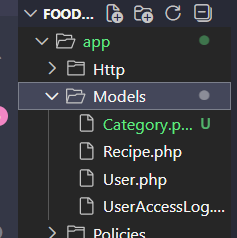 FOOD...
app
Http
Models
Category.p... U
Recipe.php
User.php
UserAccessLog....
Policies